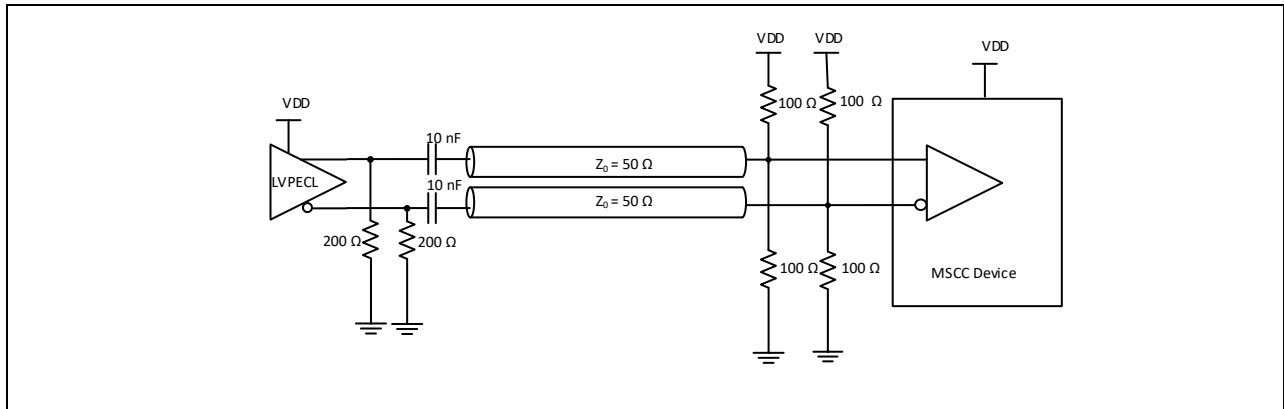 VDD
VDD
VDD
VDD
100 Ω
100 Ω
10 nF
LVPECL
Z₀ = 50 Ω
10 nF
Z₀ = 50 Ω
200 Ω
200 Ω
100 Ω
100 Ω
MSCC Device